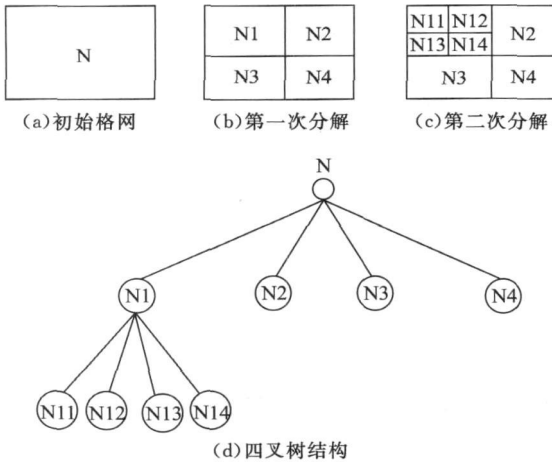 N
N1 N2
N3 N4
N11 N12
N13 N14
N2
N3 N4
(a)初始格网
(b)第一次分解
(c)第二次分解
N
N1 N2 N3 N4
N11 N12 N13 N14
(d)四叉树结构